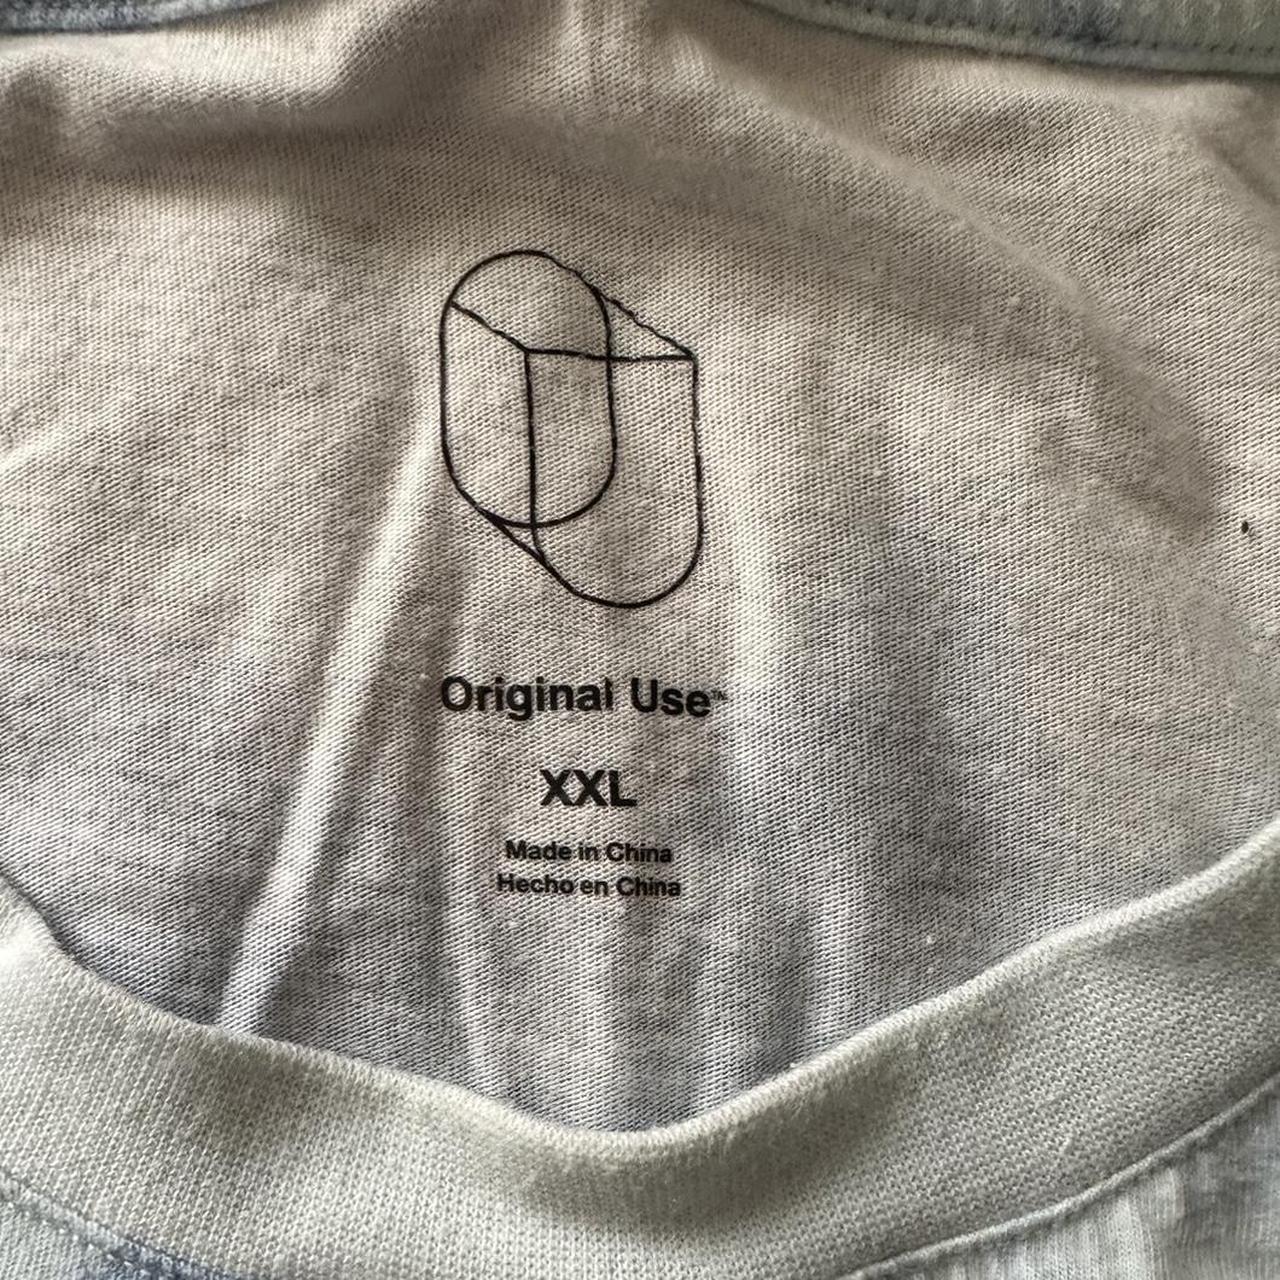 Original Use™
XXL
Made in China
Hecho en China